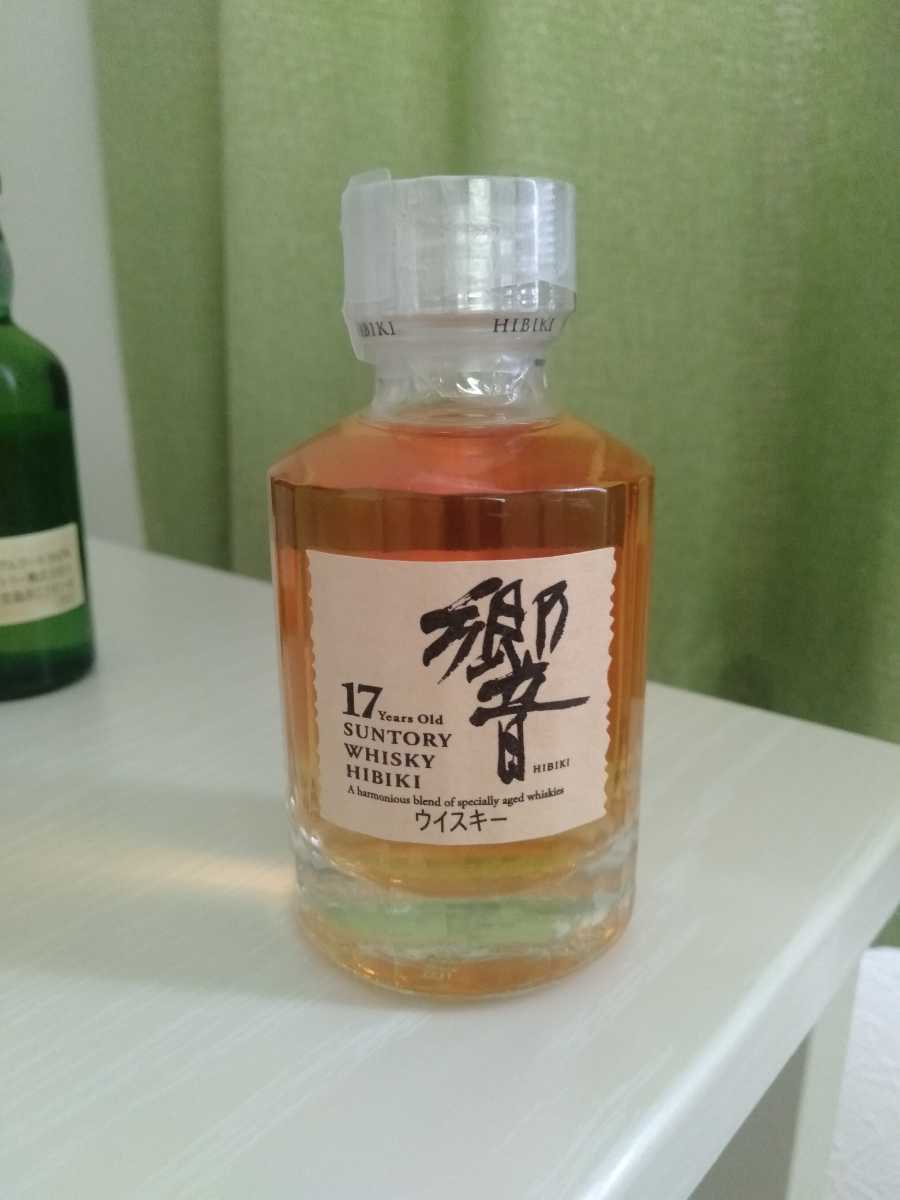 HIBIKI
HIBIKI
響
17 Years Old
SUNTORY
WHISKY
HIBIKI
HIBIKI
A harmonious blend of specially aged whiskies
ウイスキー